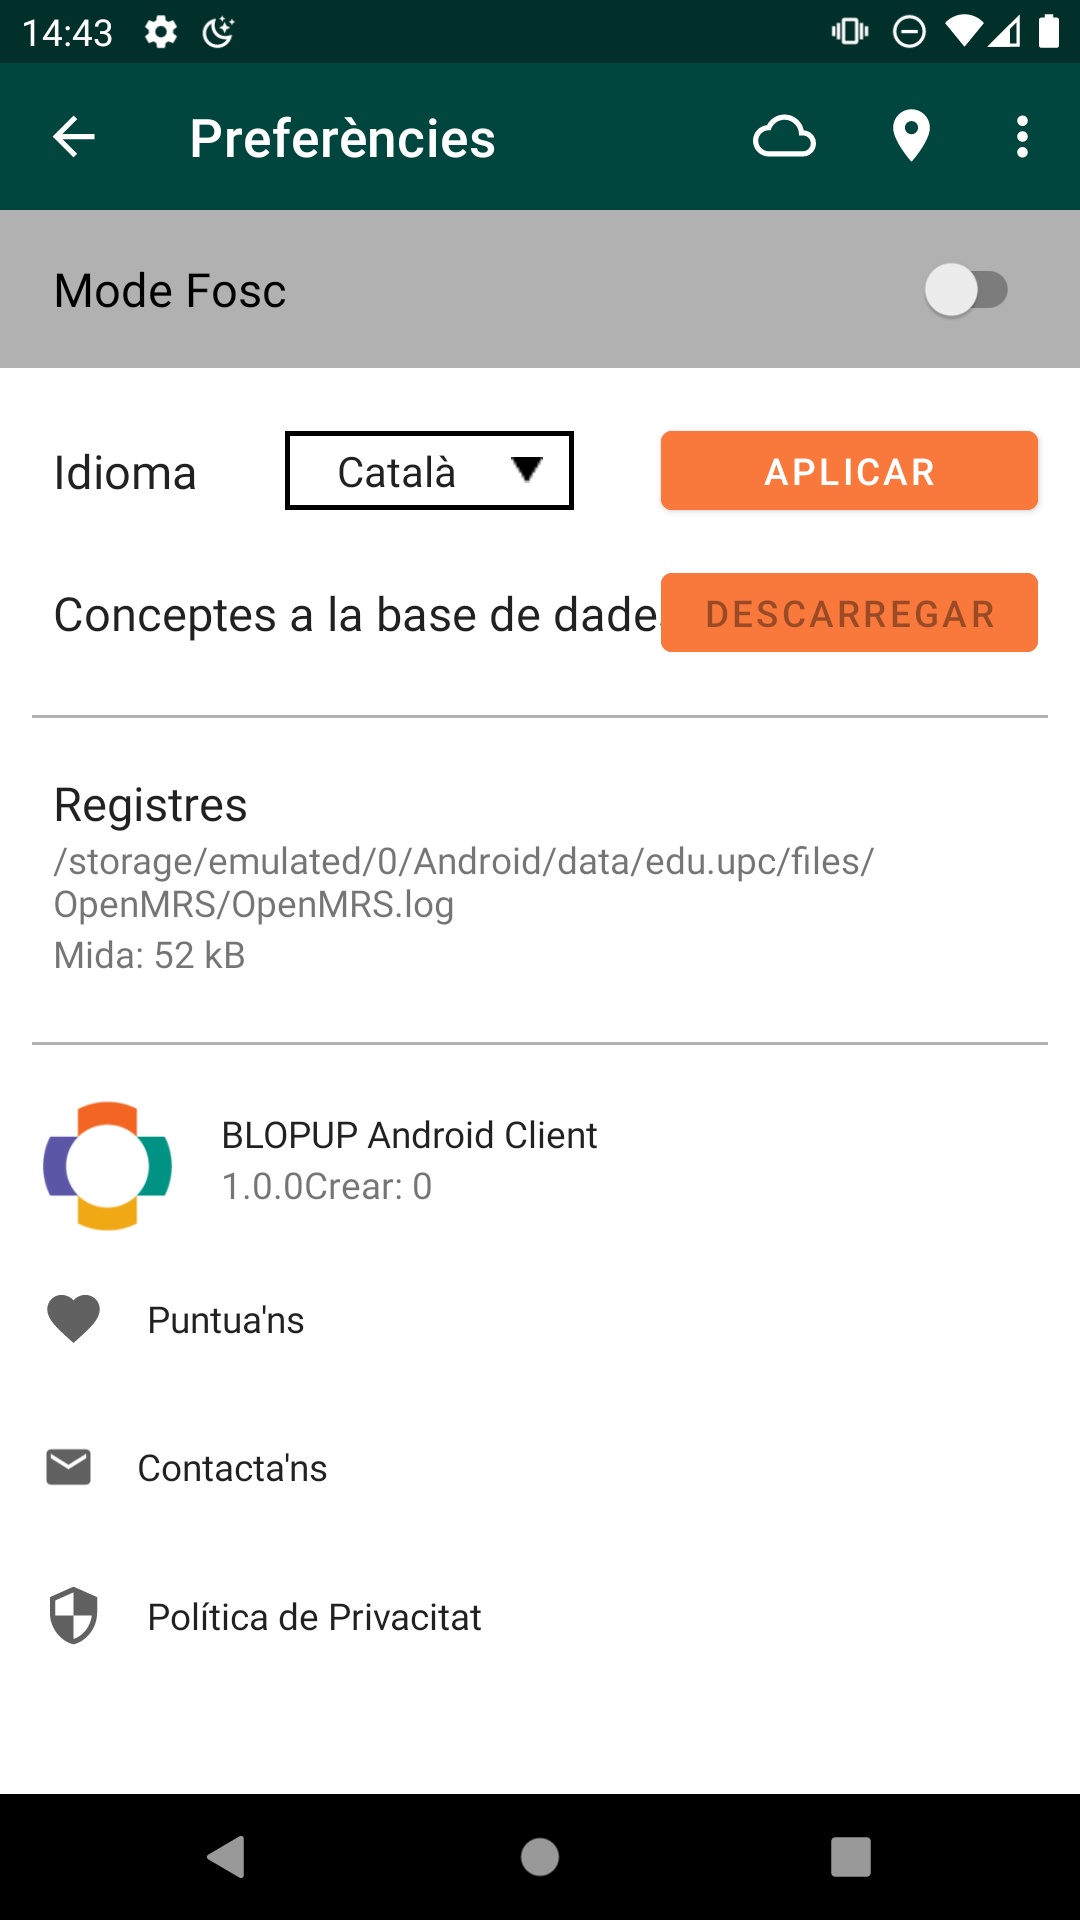 14:43
Preferències
Mode Fosc
Idioma
Català
APLICAR
Conceptes a la base de dade
DESCARREGAR
Registres
/storage/emulated/0/Android/data/edu.upc/files/
OpenMRS/OpenMRS.log
Mida: 52 kB
BLOPUP Android Client
1.0.0Crear: 0
Puntua'ns
Contacta'ns
Política de Privacitat